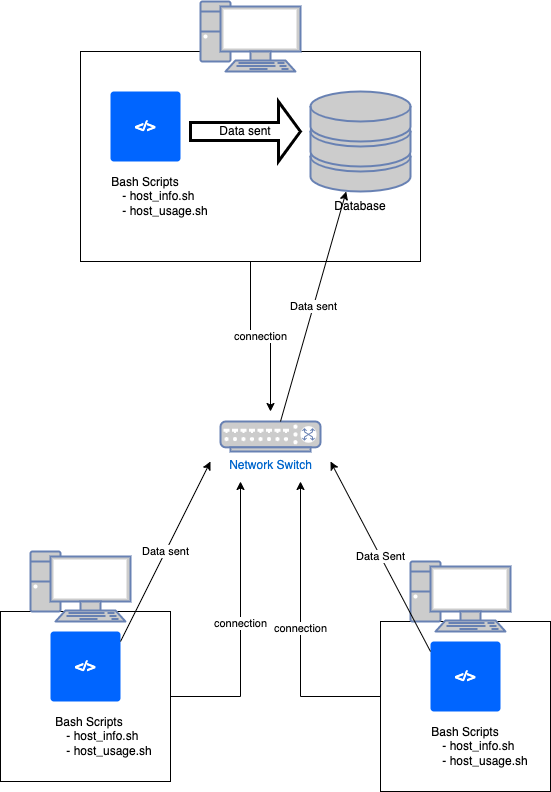 </>
Data sent
Bash Scripts
- host_info.sh
- host_usage.sh
Database
Data sent
connection
Network Switch
Data sent
Data Sent
connection
connection
</>
Bash Scripts
- host_info.sh
- host_usage.sh
</>
Bash Scripts
- host_info.sh
- host_usage.sh